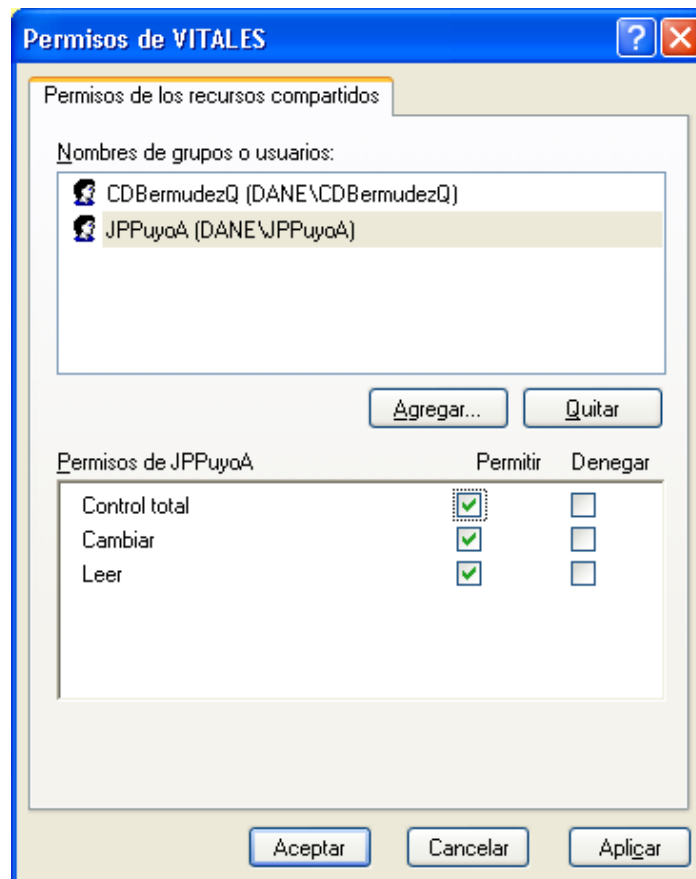 Permisos de VITALES
Permisos de los recursos compartidos
Nombres de grupos o usuarios:
CDBermudezQ (DANE\CDBermudezQ)
JPPuyoA (DANE\JPPuyoA)
Agregar... Quitar
Permisos de JPPuyoA Permitir Denegar
Control total
Cambiar
Leer
Aceptar Cancelar Aplicar